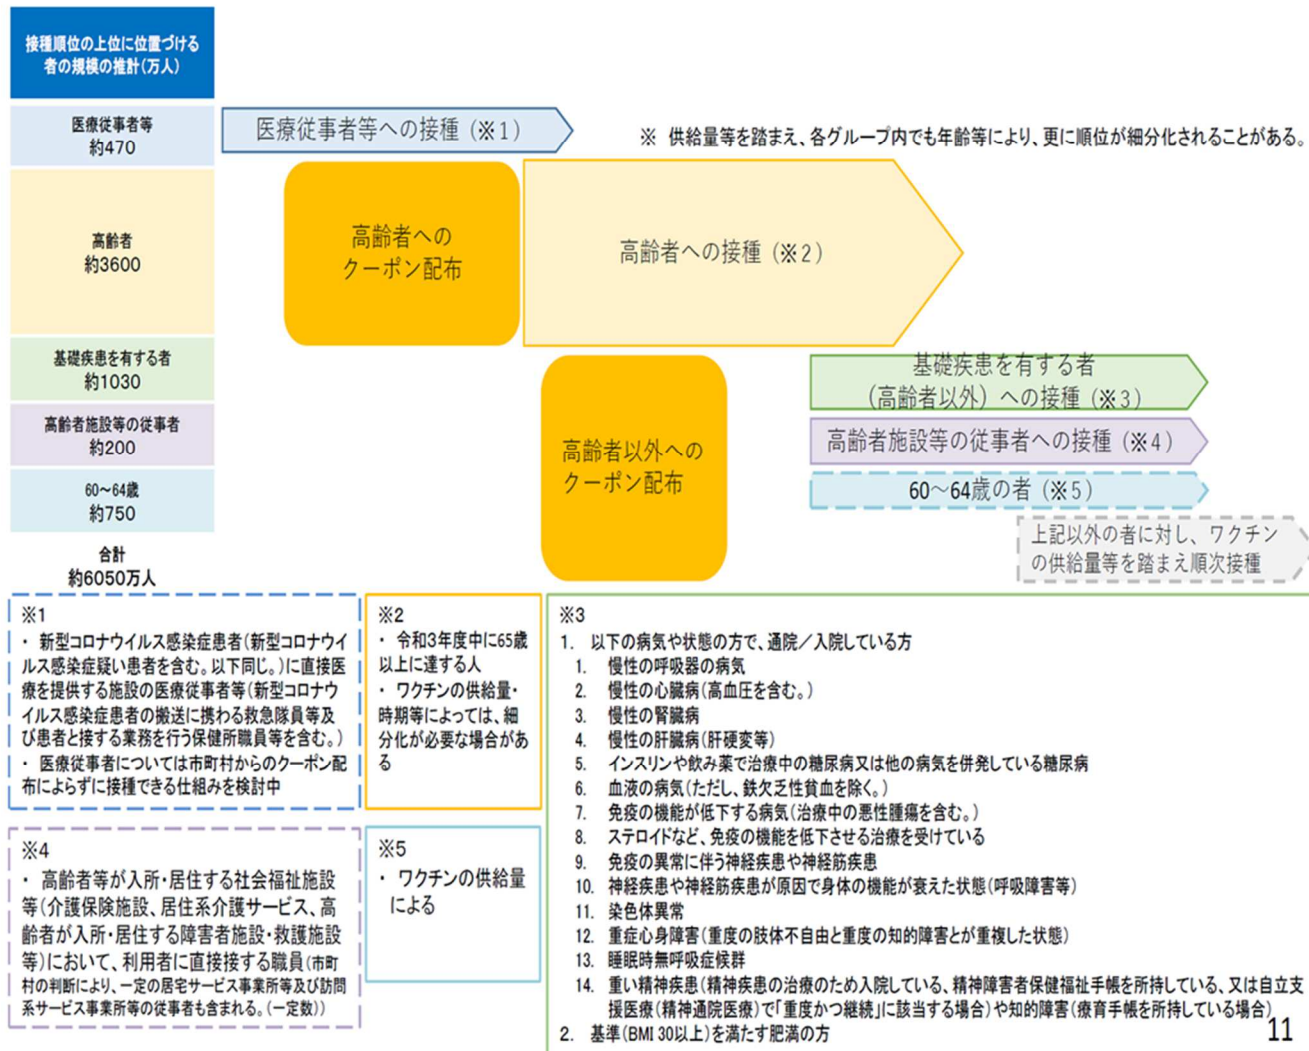 接種順位の上位に位置づける
者の規模の推計(万人)
医療従事者等
約470
医療従事者等への接種 (※1)
※ 供給量等を踏まえ、各グループ内でも年齢等により、更に順位が細分化されることがある。
高齢者
約3600
高齢者への
クーポン配布
高齢者への接種 (※2)
基礎疾患を有する者
約1030
基礎疾患を有する者
(高齢者以外) への接種 (※3)
高齢者施設等の従事者
約200
高齢者施設等の従事者への接種 (※4)
高齢者以外への
クーポン配布
60~64歳
約750
60~64歳の者 (※5)
合計
約6050万人
上記以外の者に対し、ワクチン
の供給量等を踏まえ順次接種
※1
・ 新型コロナウイルス感染症患者(新型コロナウイ
ルス感染症疑い患者を含む。以下同じ。)に直接医
療を提供する施設の医療従事者等(新型コロナウ
イルス感染症患者の搬送に携わる救急隊員等及
び患者と接する業務を行う保健所職員等を含む。)
・ 医療従事者については市町村からのクーポン配
布によらずに接種できる仕組みを検討中
※2
・ 令和3年度中に65歳
以上に達する人
・ ワクチンの供給量・
時期等によっては、細
分化が必要な場合があ
る
※3
1. 以下の病気や状態の方で、通院/入院している方
1. 慢性の呼吸器の病気
2. 慢性の心臓病(高血圧を含む。)
3. 慢性の腎臓病
4. 慢性の肝臓病(肝硬変等)
5. インスリンや飲み薬で治療中の糖尿病又は他の病気を併発している糖尿病
6. 血液の病気(ただし、鉄欠乏性貧血を除く。)
7. 免疫の機能が低下する病気(治療中の悪性腫瘍を含む。)
8. ステロイドなど、免疫の機能を低下させる治療を受けている
9. 免疫の異常に伴う神経疾患や神経筋疾患
10. 神経疾患や神経筋疾患が原因で身体の機能が衰えた状態(呼吸障害等)
11. 染色体異常
12. 重症心身障害(重度の肢体不自由と重度の知的障害とが重複した状態)
13. 睡眠時無呼吸症候群
14. 重い精神疾患(精神疾患の治療のため入院している、精神障害者保健福祉手帳を所持している、又は自立支
援医療(精神通院医療)で「重度かつ継続」に該当する場合)や知的障害(療育手帳を所持している場合)
2. 基準(BMI 30以上)を満たす肥満の方
※4
・ 高齢者等が入所・居住する社会福祉施設
等(介護保険施設、居住系介護サービス、高
齢者が入所・居住する障害者施設・救護施設
等)において、利用者に直接接する職員(市町
村の判断により、一定の居宅サービス事業所等及び訪問
系サービス事業所等の従事者も含まれる。(一定数))
※5
・ ワクチンの供給量
による
11